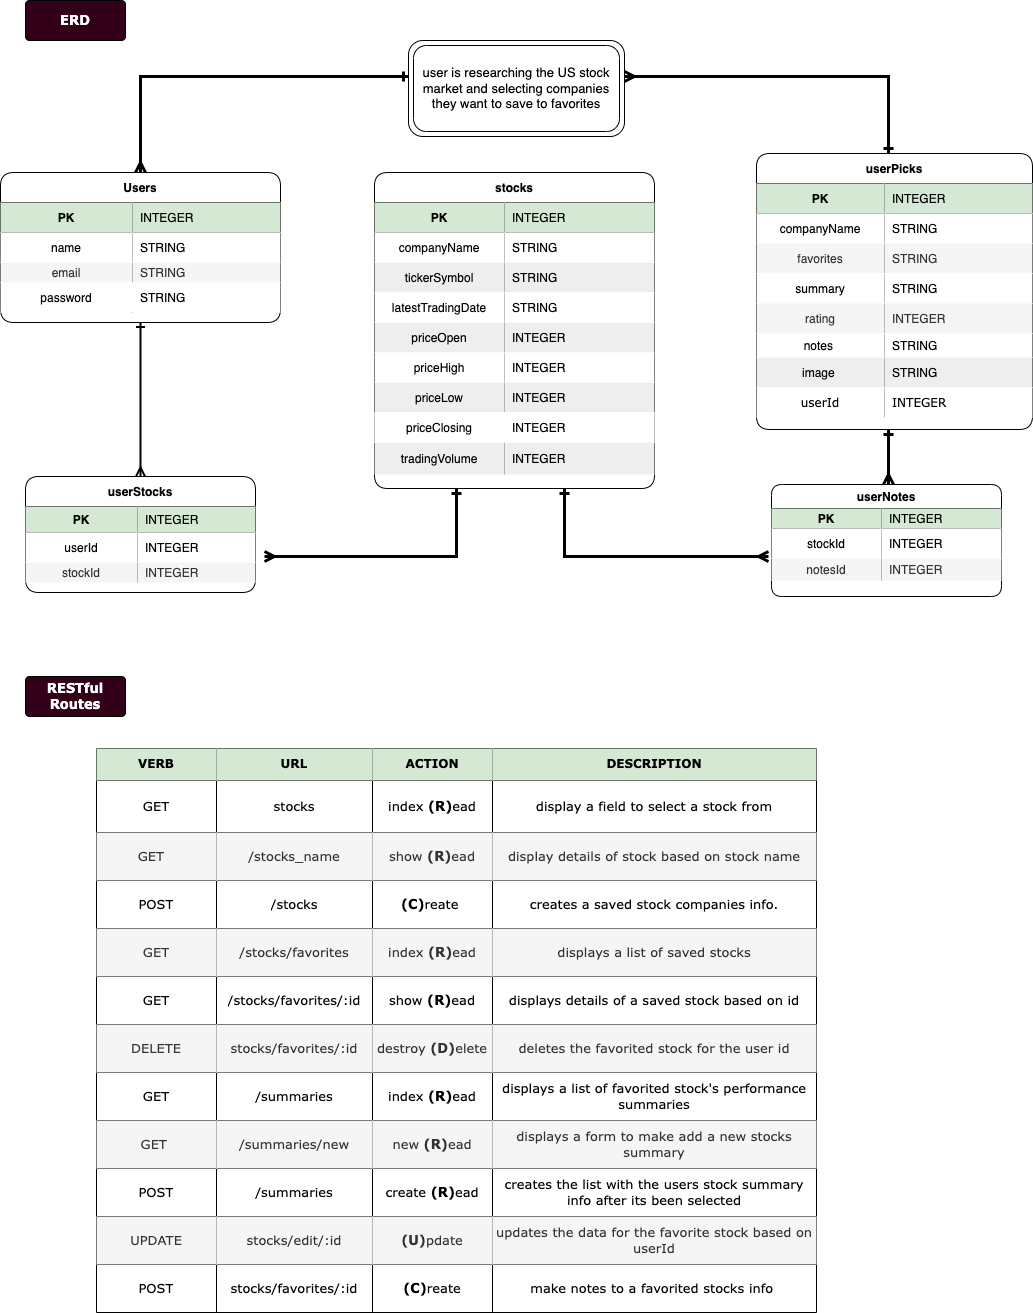 ERD
user is researching the US stock
market and selecting companies
they want to save to favorites
Users
PK INTEGER
name STRING
email STRING
password STRING
stocks
PK INTEGER
companyName STRING
tickerSymbol STRING
latestTradingDate STRING
priceOpen INTEGER
priceHigh INTEGER
priceLow INTEGER
priceClosing INTEGER
tradingVolume INTEGER
userPicks
PK INTEGER
companyName STRING
favorites STRING
summary STRING
rating INTEGER
notes STRING
image STRING
userId INTEGER
userStocks
PK INTEGER
userId INTEGER
stockId INTEGER
userNotes
PK INTEGER
stockId INTEGER
notesId INTEGER
RESTful
Routes
VERB URL ACTION DESCRIPTION
GET stocks index (R)ead display a field to select a stock from
GET /stocks_name show (R)ead display details of stock based on stock name
POST /stocks (C)reate creates a saved stock companies info.
GET /stocks/favorites index (R)ead displays a list of saved stocks
GET /stocks/favorites/:id show (R)ead displays details of a saved stock based on id
DELETE stocks/favorites/:id destroy (D)elete deletes the favorited stock for the user id
GET /summaries index (R)ead displays a list of favorited stock's performance
summaries
GET /summaries/new new (R)ead displays a form to make add a new stocks
summary
POST /summaries create (R)ead creates the list with the users stock summary
info after its been selected
UPDATE stocks/edit/:id (U)pdate updates the data for the favorite stock based on
userId
POST stocks/favorites/:id (C)reate make notes to a favorited stocks info